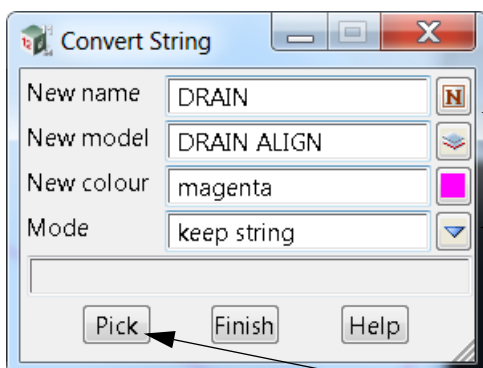 Convert String
New name DRAIN N
New model DRAIN ALIGN
New colour magenta
Mode keep string
Pick Finish Help